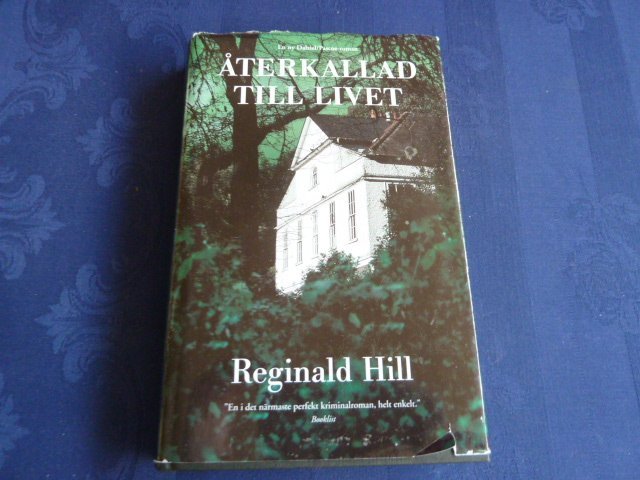 En ny Dalziel/Pascoe-roman
ÅTERKALLAD
TILL LIVET
Reginald Hill
"En i det närmaste perfekt kriminalroman, helt enkelt."
Booklist